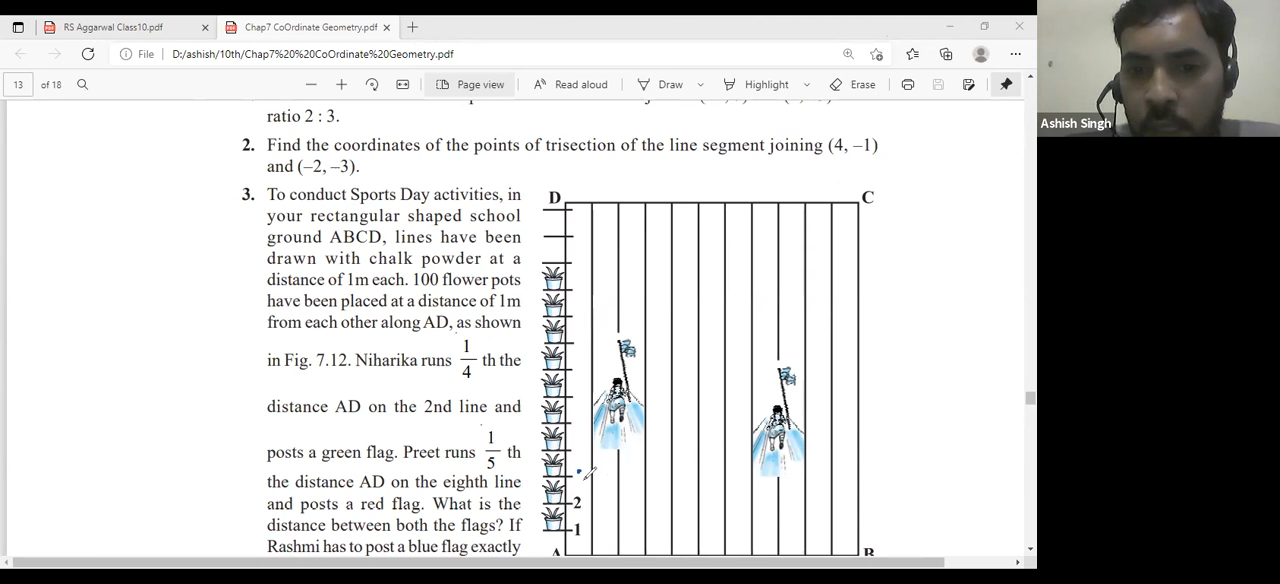 RS Aggarwal Class10.pdf
Chap7 CoOrdinate Geometry.pdf
File
D:/ashish/10th/Chap7%20%20CoOrdinate%20Geometry.pdf
13 of 18
Page view
Read aloud
Draw
Highlight
Erase
Ashish Singh
ratio 2 : 3.
2. Find the coordinates of the points of trisection of the line segment joining (4, –1)
and (–2, –3).
3. To conduct Sports Day activities, in
your rectangular shaped school
ground ABCD, lines have been
drawn with chalk powder at a
distance of 1m each. 100 flower pots
have been placed at a distance of 1m
from each other along AD, as shown
in Fig. 7.12. Niharika runs 1/4 th the
distance AD on the 2nd line and
posts a green flag. Preet runs 1/5 th
the distance AD on the eighth line
and posts a red flag. What is the
distance between both the flags? If
Rashmi has to post a blue flag exactly
D
C
2
1
A
B